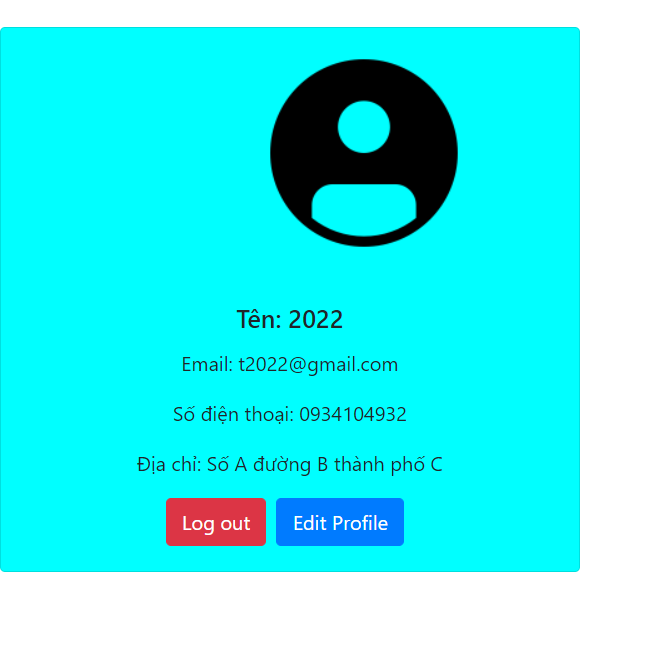 Tên: 2022
Email: t2022@gmail.com
Số điện thoại: 0934104932
Địa chỉ: Số A đường B thành phố C
Log out Edit Profile